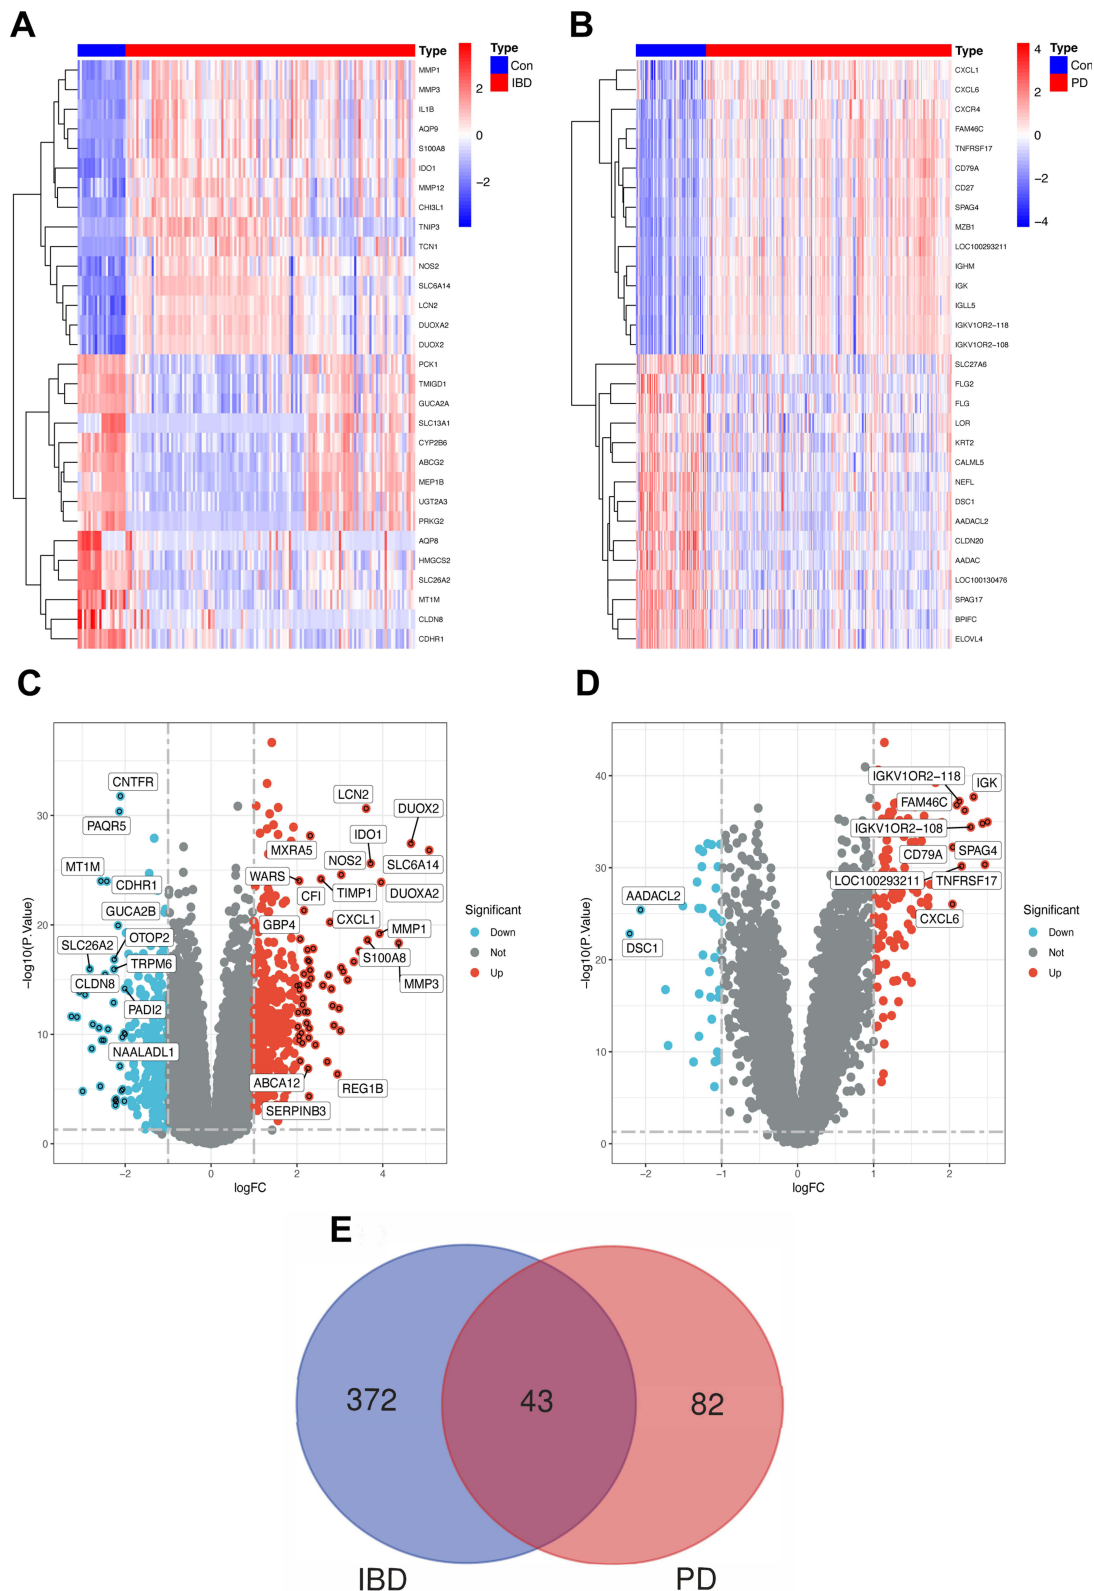 A
Type
MMP1
MMP3
IL1B
AQP9
S100A8
IDO1
MMP12
CHI3L1
TNIP3
TCN1
NOS2
SLC6A14
LCN2
DUOXA2
DUOX2
PCK1
TMIGD1
GUCA2A
SLC13A1
CYP2B6
ABCG2
MEP1B
UGT2A3
PRKG2
AQP8
HMGCS2
SLC26A2
MT1M
CLDN8
CDHR1
2
0
−2
Type
Con
IBD
B
Type
CXCL1
CXCL6
CXCR4
FAM46C
TNFRSF17
CD79A
CD27
SPAG4
MZB1
LOC100293211
IGHM
IGK
IGLL5
IGKV1OR2−118
IGKV1OR2−108
SLC27A6
FLG2
FLG
LOR
KRT2
CALML5
NEFL
DSC1
AADACL2
CLDN20
AADAC
LOC100130476
SPAG17
BPIFC
ELOVL4
4
2
0
−2
−4
Type
Con
PD
C
−log10(P.Value)
30
20
10
0
−2
0
2
4
logFC
CNTFR
PAQR5
MT1M
CDHR1
GUCA2B
SLC26A2
OTOP2
TRPM6
CLDN8
PADI2
NAALADL1
LCN2
DUOX2
IDO1
MXRA5
NOS2
SLC6A14
WARS
TIMP1
DUOXA2
CFI
CXCL1
GBP4
MMP1
S100A8
MMP3
ABCA12
REG1B
SERPINB3
Significant
Down
Not
Up
D
−log10(P.Value)
40
30
20
10
0
−2
−1
0
1
2
logFC
AADACL2
DSC1
IGKV1OR2−118
IGK
FAM46C
IGKV1OR2−108
CD79A
SPAG4
LOC100293211
TNFRSF17
CXCL6
Significant
Down
Not
Up
E
372
43
82
IBD
PD